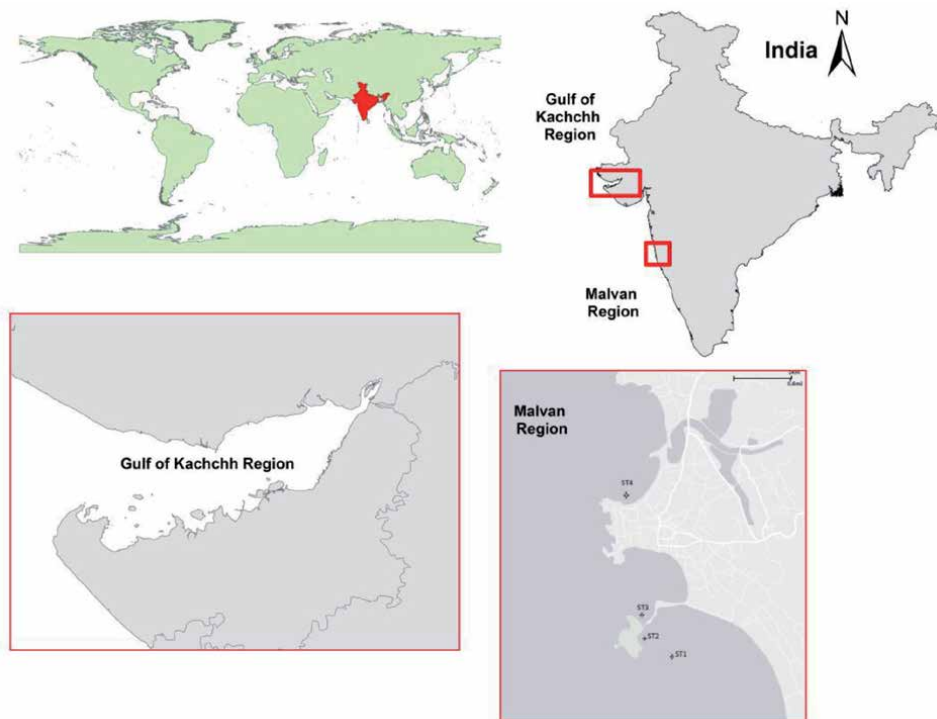 N
India
Gulf of
Kachchh
Region
Malvan
Region
Gulf of Kachchh Region
Malvan
Region
ST4
ST3
ST2
ST1